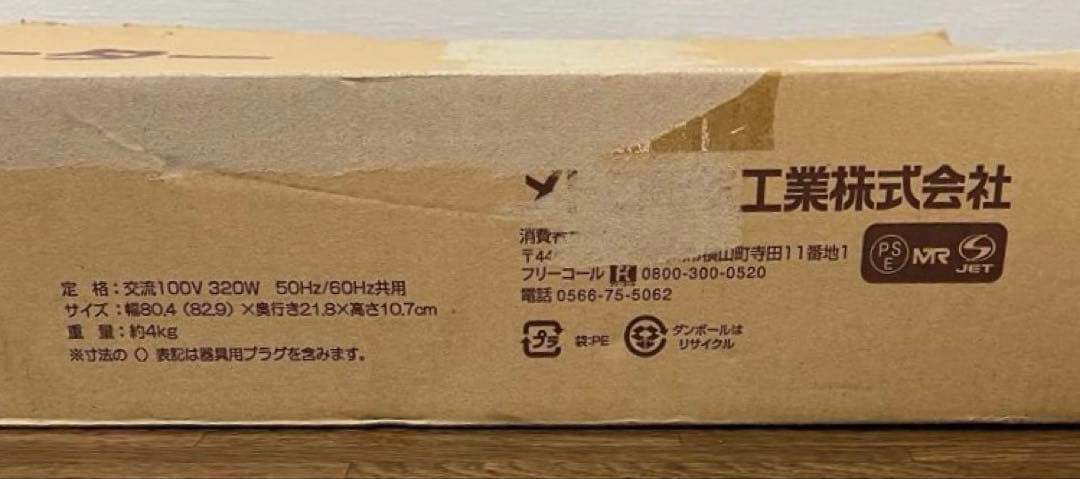 定 格：交流100V 320W 50Hz/60Hz共用
サイズ：幅80.4（82.9）×奥行き21.8×高さ10.7cm
重 量：約4kg
※寸法の（）表記は器具用プラグを含みます。
工業株式会社
消費
〒44 横山町寺田11番地1
フリーコール 0800-300-0520
電話 0566-75-5062
PSE MR S JET
プラ 袋:PE
ダンボールは
リサイクル